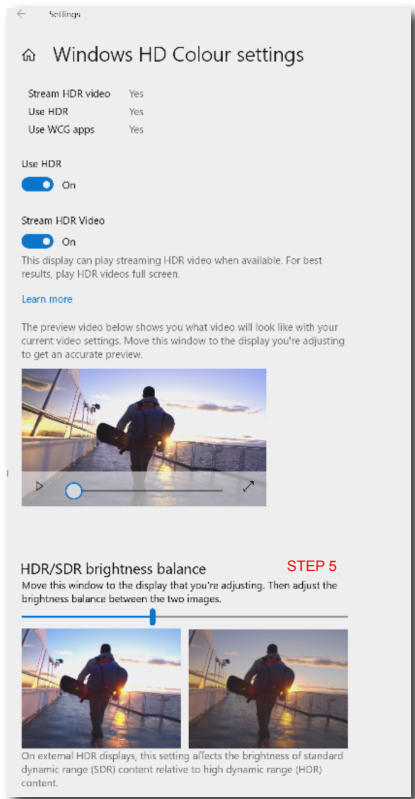 Settings
Windows HD Colour settings
Stream HDR video Yes
Use HDR Yes
Use WCG apps Yes
Use HDR
On
Stream HDR Video
On
This display can play streaming HDR video when available. For best
results, play HDR videos full screen.
Learn more
The preview video below shows you what video will look like with your
current video settings. Move this window to the display you're adjusting
to get an accurate preview.
HDR/SDR brightness balance STEP 5
Move this window to the display that you're adjusting. Then adjust the
brightness balance between the two images.
On external HDR displays, this setting affects the brightness of standard
dynamic range (SDR) content relative to high dynamic range (HDR)
content.